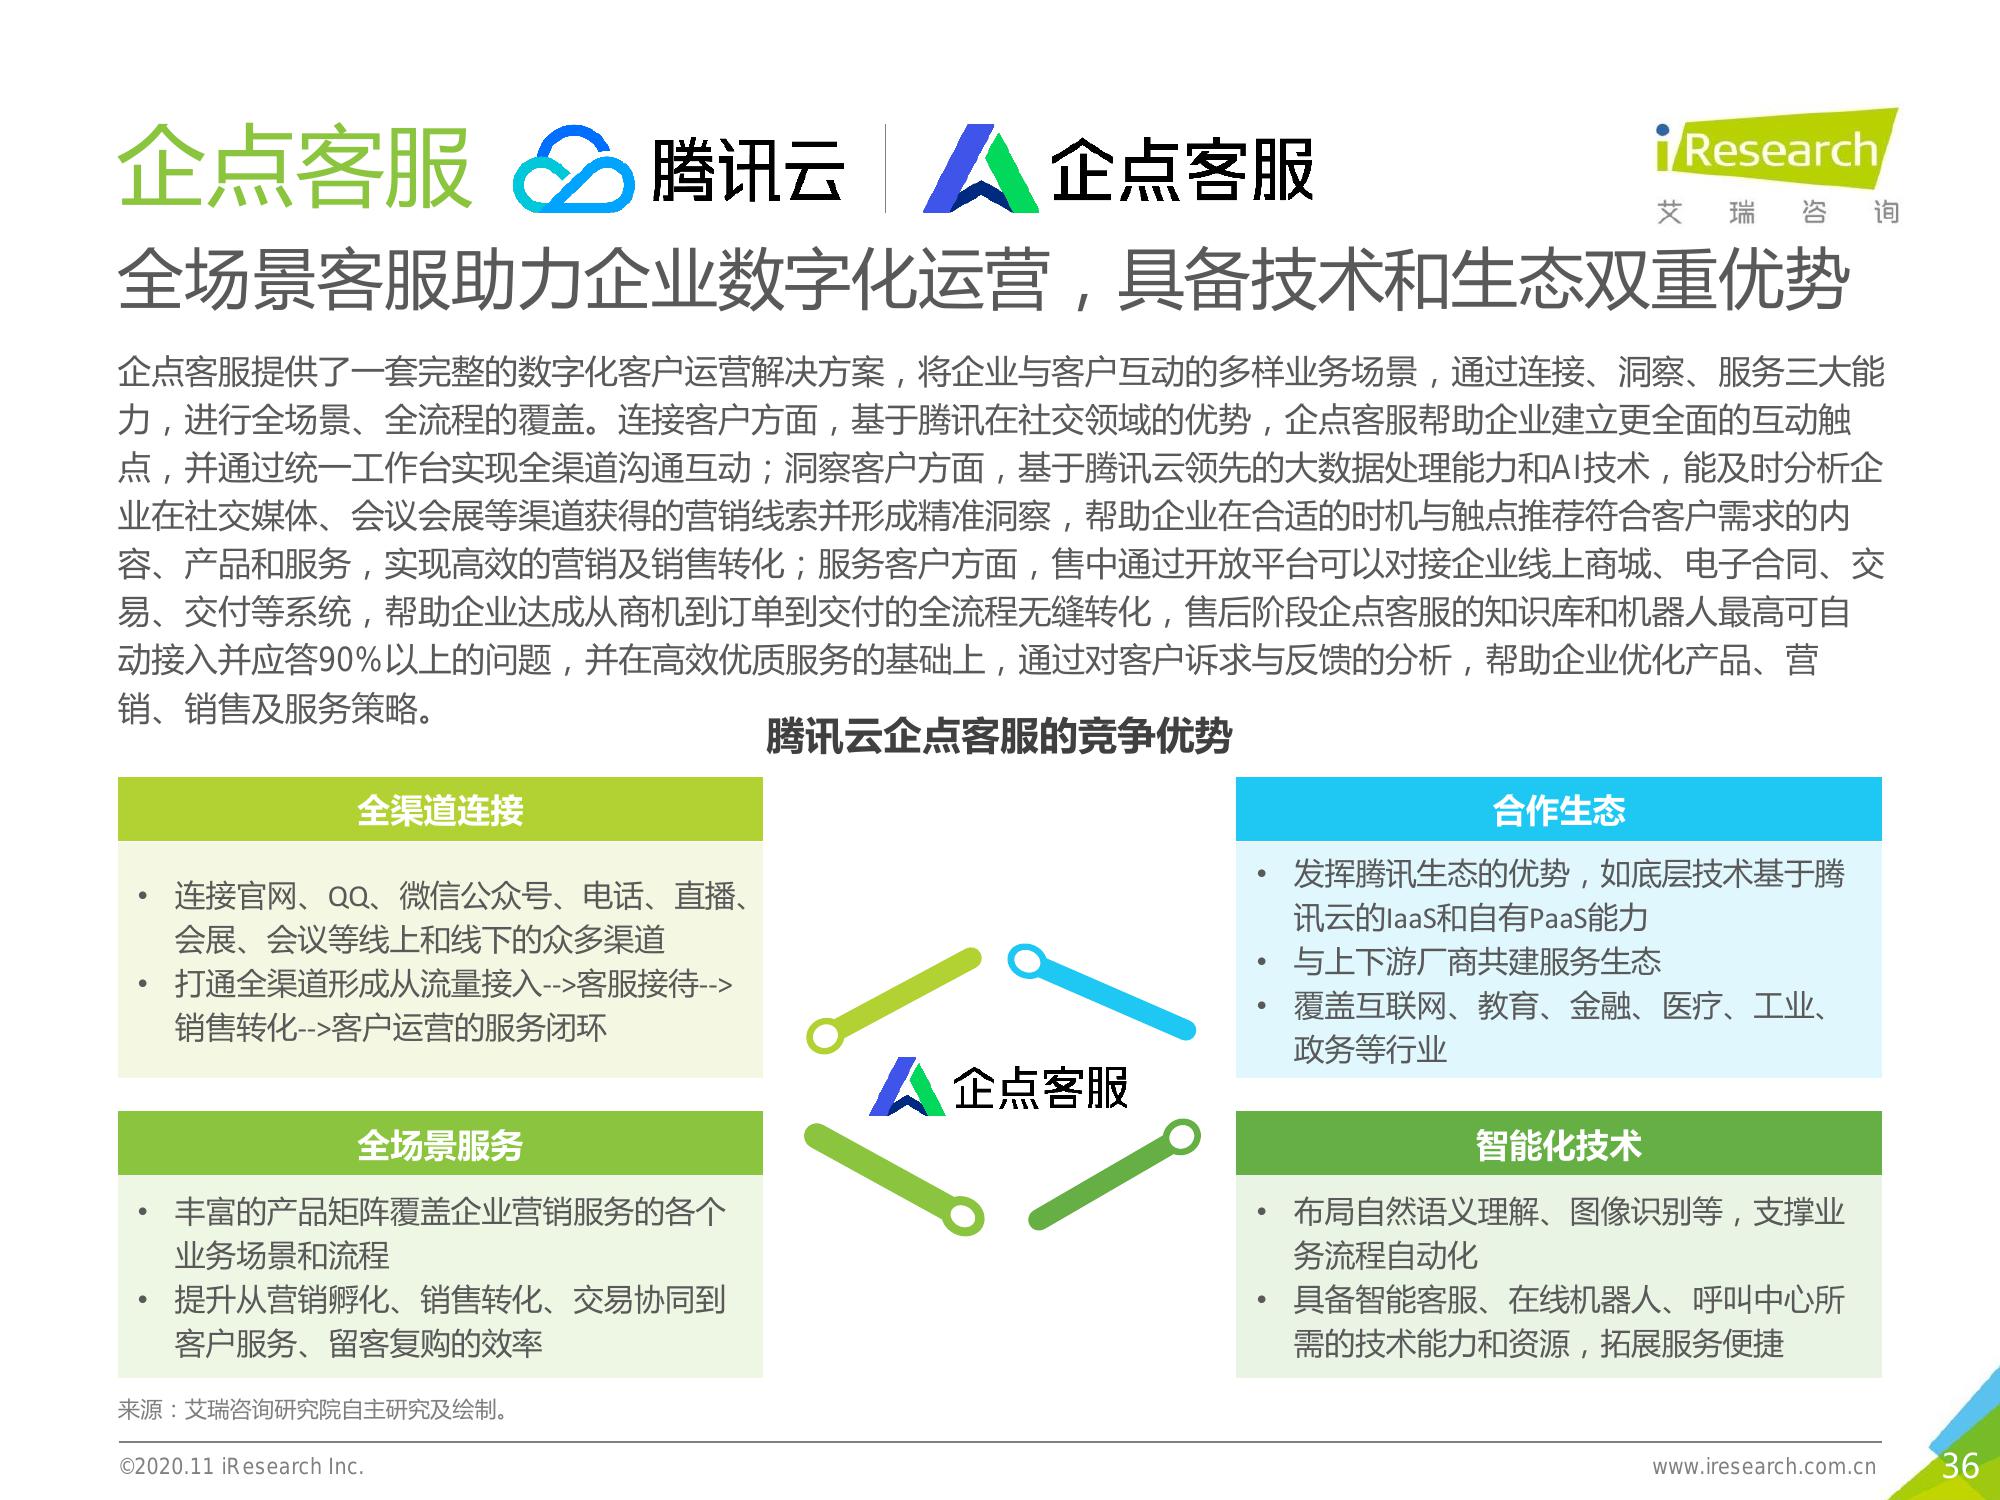 企点客服
腾讯云
企点客服
iResearch
艾瑞咨询
全场景客服助力企业数字化运营，具备技术和生态双重优势
企点客服提供了一套完整的数字化客户运营解决方案，将企业与客户互动的多样业务场景，通过连接、洞察、服务三大能
力，进行全场景、全流程的覆盖。连接客户方面，基于腾讯在社交领域的优势，企点客服帮助企业建立更全面的互动触
点，并通过统一工作台实现全渠道沟通互动；洞察客户方面，基于腾讯云领先的大数据处理能力和AI技术，能及时分析企
业在社交媒体、会议会展等渠道获得的营销线索并形成精准洞察，帮助企业在合适的时机与触点推荐符合客户需求的内
容、产品和服务，实现高效的营销及销售转化；服务客户方面，售中通过开放平台可以对接企业线上商城、电子合同、交
易、交付等系统，帮助企业达成从商机到订单到交付的全流程无缝转化，售后阶段企点客服的知识库和机器人最高可自
动接入并应答90%以上的问题，并在高效优质服务的基础上，通过对客户诉求与反馈的分析，帮助企业优化产品、营
销、销售及服务策略。
腾讯云企点客服的竞争优势
全渠道连接
• 连接官网、QQ、微信公众号、电话、直播、
会展、会议等线上和线下的众多渠道
• 打通全渠道形成从流量接入-->客服接待-->
销售转化-->客户运营的服务闭环
合作生态
• 发挥腾讯生态的优势，如底层技术基于腾
讯云的IaaS和自有PaaS能力
• 与上下游厂商共建服务生态
• 覆盖互联网、教育、金融、医疗、工业、
政务等行业
企点客服
全场景服务
• 丰富的产品矩阵覆盖企业营销服务的各个
业务场景和流程
• 提升从营销孵化、销售转化、交易协同到
客户服务、留客复购的效率
智能化技术
• 布局自然语义理解、图像识别等，支撑业
务流程自动化
• 具备智能客服、在线机器人、呼叫中心所
需的技术能力和资源，拓展服务便捷
来源：艾瑞咨询研究院自主研究及绘制。
©2020.11 iResearch Inc.
www.iresearch.com.cn
36